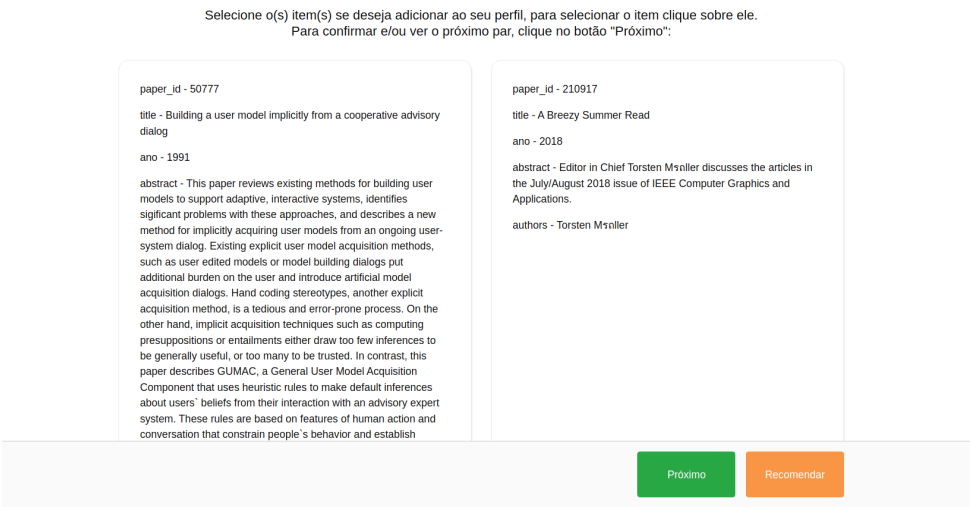 Selecione o(s) item(s) se deseja adicionar ao seu perfil, para selecionar o item clique sobre ele.
Para confirmar e/ou ver o próximo par, clique no botão "Próximo":
paper_id - 50777
title - Building a user model implicitly from a cooperative advisory
dialog
ano - 1991
abstract - This paper reviews existing methods for building user
models to support adaptive, interactive systems, identifies
sigificant problems with these approaches, and describes a new
method for implicitly acquiring user models from an ongoing user-
system dialog. Existing explicit user model acquisition methods,
such as user edited models or model building dialogs put
additional burden on the user and introduce artificial model
acquisition dialogs. Hand coding stereotypes, another explicit
acquisition method, is a tedious and error-prone process. On the
other hand, implicit acquisition techniques such as computing
presuppositions or entailments either draw too few inferences to
be generally useful, or too many to be trusted. In contrast, this
paper describes GUMAC, a General User Model Acquisition
Component that uses heuristic rules to make default inferences
about users` beliefs from their interaction with an advisory expert
system. These rules are based on features of human action and
conversation that constrain people`s behavior and establish
paper_id - 210917
title - A Breezy Summer Read
ano - 2018
abstract - Editor in Chief Torsten discusses the articles in
the July/August 2018 issue of IEEE Computer Graphics and
Applications.
authors - Torsten
Próximo
Recomendar